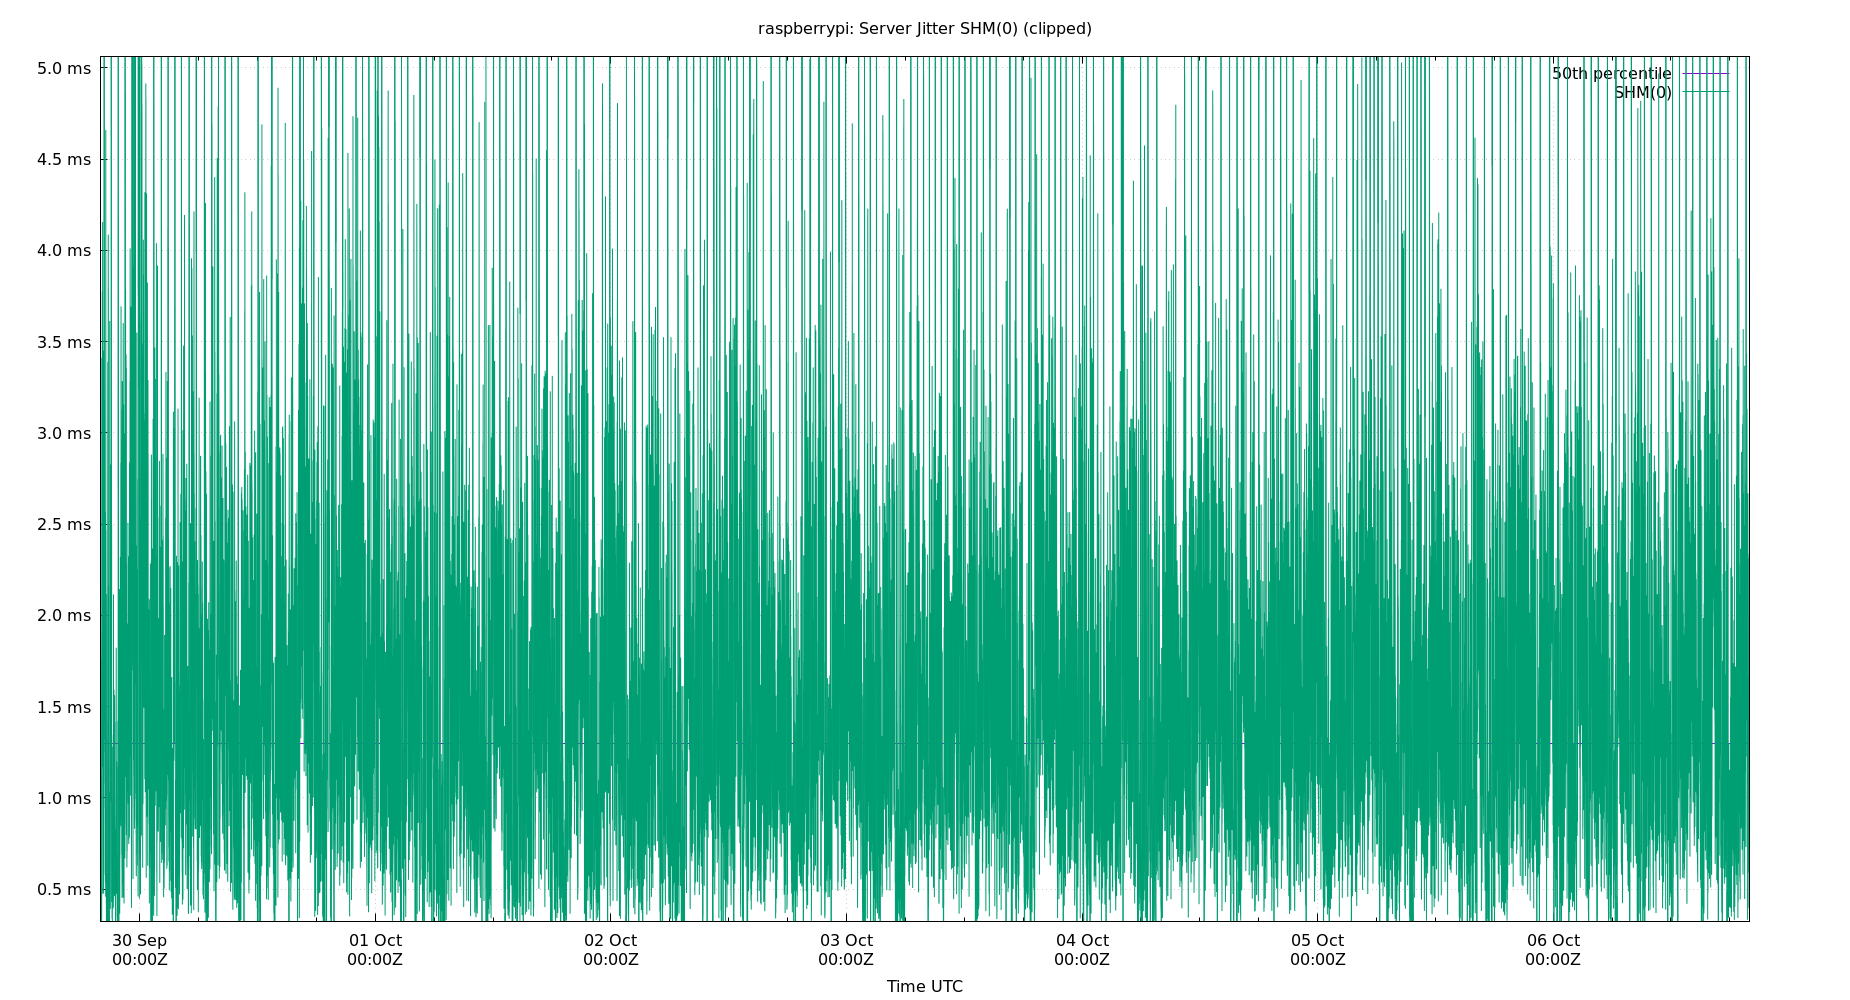 raspberrypi: Server Jitter SHM(0) (clipped)
5.0 ms
50th percentile
SHM(0)
4.5 ms
4.0 ms
3.5 ms
3.0 ms
2.5 ms
2.0 ms
1.5 ms
1.0 ms
0.5 ms
30 Sep 01 Oct 02 Oct 03 Oct 04 Oct 05 Oct 06 Oct
00:00Z 00:00Z 00:00Z 00:00Z 00:00Z 00:00Z 00:00Z
Time UTC